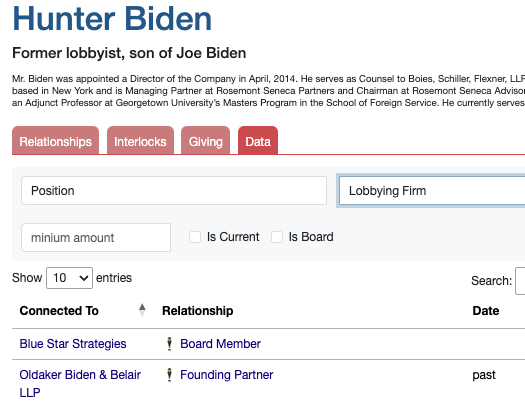 Hunter Biden
Former lobbyist, son of Joe Biden
Mr. Biden was appointed a Director of the Company in April, 2014. He serves as Counsel to Boies, Schiller, Flexner, LLP
based in New York and is Managing Partner at Rosemont Seneca Partners and Chairman at Rosemont Seneca Advisor
an Adjunct Professor at Georgetown University's Masters Program in the School of Foreign Service. He currently serves
Relationships Interlocks Giving Data
Position Lobbying Firm
minium amount Is Current Is Board
Show 10 entries Search:
Connected To Relationship Date
Blue Star Strategies Board Member
Oldaker Biden & Belair Founding Partner past
LLP